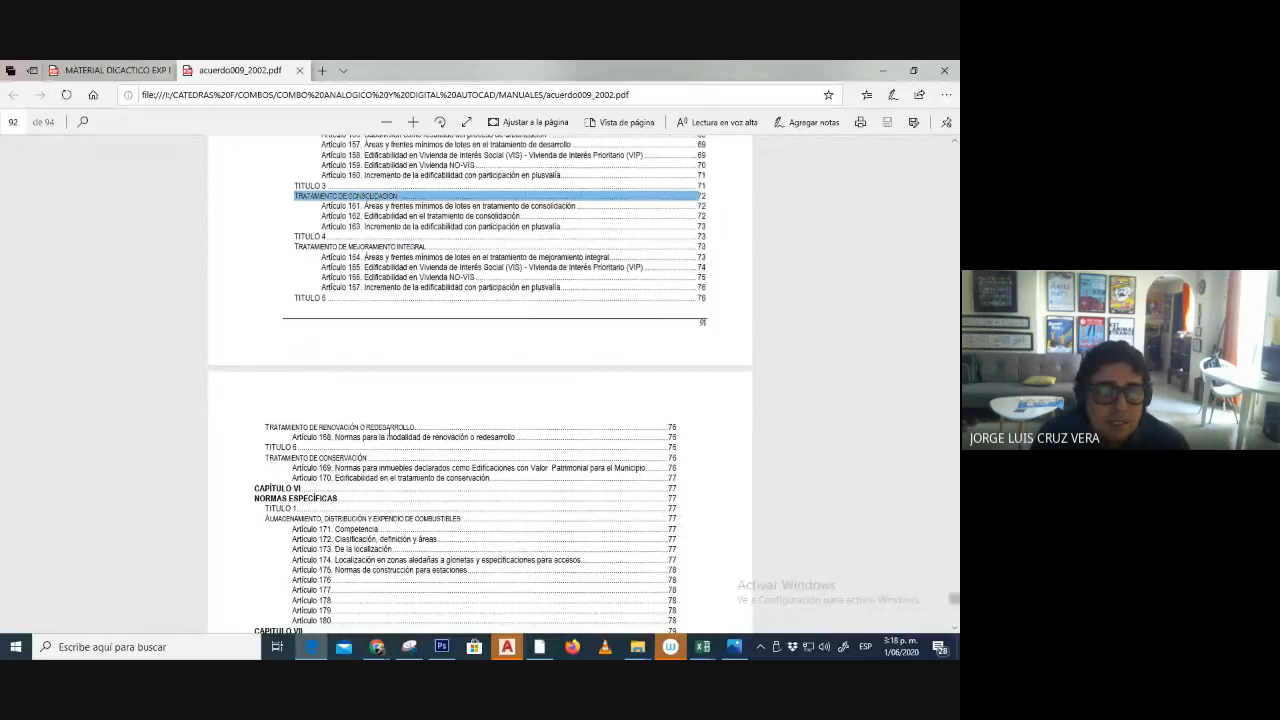 MATERIAL DICACTICO EXP I
acuerdo009_2002.pdf
file:///I:/CATEDRAS%20F/COMBOS/COMBO%20ANALOGICO%20Y%20DIGITAL%20AUTOCAD/MANUALES/acuerdo009_2002.pdf
92 de 94
Ajustar a la página
Vista de página
Lectura en voz alta
Agregar notas
Artículo 157. Áreas y frentes mínimos de lotes en el tratamiento de desarrollo 69
Artículo 158. Edificabilidad en Vivienda de Interés Social (VIS) - Vivienda de Interés Prioritario (VIP) 69
Artículo 159. Edificabilidad en Vivienda NO-VIS 70
Artículo 160. Incremento de la edificabilidad con participación en plusvalía 71
TITULO 3 71
TRATAMIENTO DE CONSOLIDACIÓN 72
Artículo 161. Áreas y frentes mínimos de lotes en tratamiento de consolidación 72
Artículo 162. Edificabilidad en el tratamiento de consolidación 72
Artículo 163. Incremento de la edificabilidad con participación en plusvalía 73
TITULO 4 73
TRATAMIENTO DE MEJORAMIENTO INTEGRAL 73
Artículo 164. Áreas y frentes mínimos de lotes en el tratamiento de mejoramiento integral 73
Artículo 165. Edificabilidad en Vivienda de Interés Social (VIS) - Vivienda de Interés Prioritario (VIP) 74
Artículo 166. Edificabilidad en Vivienda NO-VIS 75
Artículo 167. Incremento de la edificabilidad con participación en plusvalía 76
TITULO 5 76
91
TRATAMIENTO DE RENOVACIÓN O REDESARROLLO 76
Artículo 168. Normas para la modalidad de renovación o redesarrollo 76
TITULO 6 76
TRATAMIENTO DE CONSERVACIÓN 76
Artículo 169. Normas para inmuebles declarados como Edificaciones con Valor Patrimonial para el Municipio 76
Artículo 170. Edificabilidad en el tratamiento de conservación 77
CAPÍTULO VI 77
NORMAS ESPECÍFICAS 77
TITULO 1 77
ALMACENAMIENTO, DISTRIBUCIÓN Y EXPENDIO DE COMBUSTIBLES 77
Artículo 171. Competencia 77
Artículo 172. Clasificación, definición y áreas 77
Artículo 173. De la localización 77
Artículo 174. Localización en zonas aledañas a glorietas y especificaciones para accesos 77
Artículo 175. Normas de construcción para estaciones 78
Artículo 176 78
Artículo 177 78
Artículo 178 78
Artículo 179 78
Artículo 180 78
CAPITULO VII 79
Activar Windows
Ve a Configuración para activar Windows.
Escribe aquí para buscar
ESP
3:18 p. m.
1/06/2020
28
JORGE LUIS CRUZ VERA